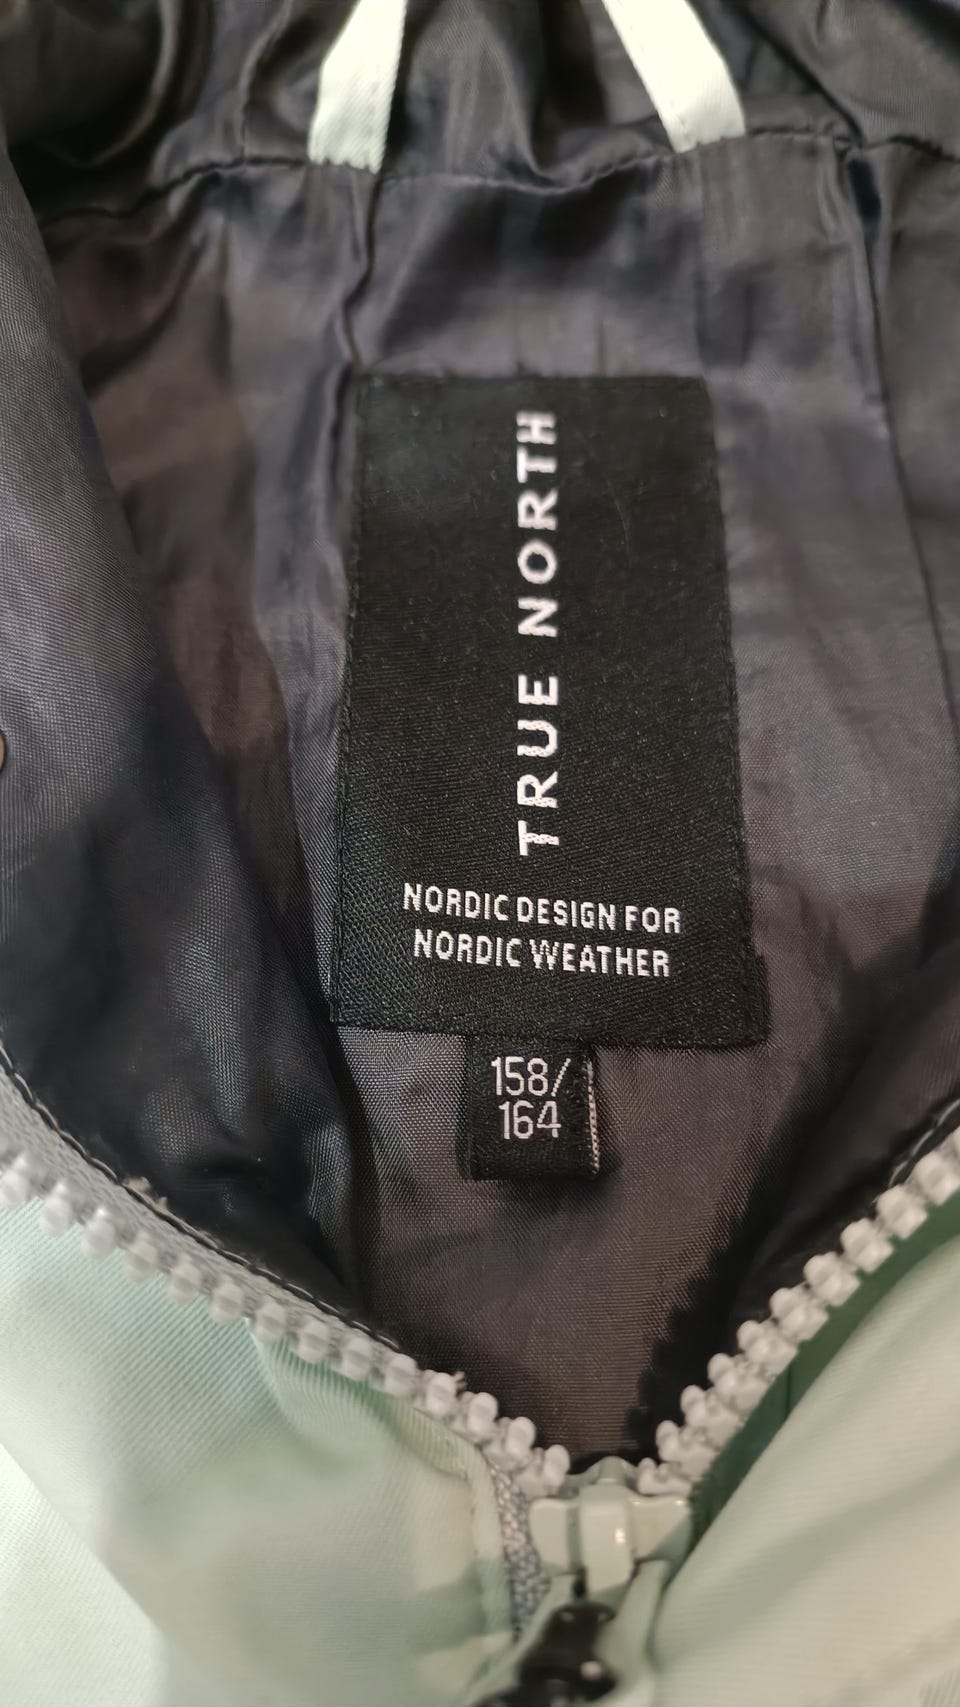 TRUE NORTH
NORDIC DESIGN FOR
NORDIC WEATHER
158/
164